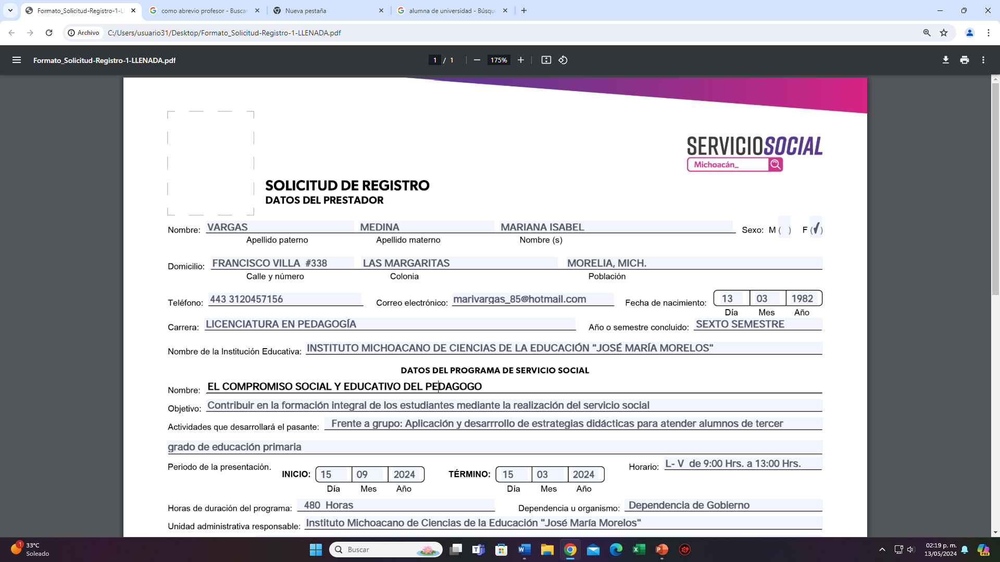 Formato_Solicitud-Registro-1-L
como abrevio profesor - Buscar
Nueva pestaña
alumna de universidad - Búsque
Archivo
C:/Users/usuario31/Desktop/Formato_Solicitud-Registro-1-LLENADA.pdf
Formato_Solicitud-Registro-1-LLENADA.pdf
1 / 1
175%
SERVICIOSOCIAL
Michoacán_
SOLICITUD DE REGISTRO
DATOS DEL PRESTADOR
Nombre: VARGAS MEDINA MARIANA ISABEL Sexo: M ( ) F (✓)
Apellido paterno Apellido materno Nombre (s)
Domicilio: FRANCISCO VILLA #338 LAS MARGARITAS MORELIA, MICH.
Calle y número Colonia Población
Teléfono: 443 3120457156 Correo electrónico: marivargas_85@hotmail.com Fecha de nacimiento: 13 03 1982
Día Mes Año
Carrera: LICENCIATURA EN PEDAGOGÍA Año o semestre concluido: SEXTO SEMESTRE
Nombre de la Institución Educativa: INSTITUTO MICHOACANO DE CIENCIAS DE LA EDUCACIÓN "JOSÉ MARÍA MORELOS"
DATOS DEL PROGRAMA DE SERVICIO SOCIAL
Nombre: EL COMPROMISO SOCIAL Y EDUCATIVO DEL PEDAGOGO
Objetivo: Contribuir en la formación integral de los estudiantes mediante la realización del servicio social
Actividades que desarrollará el pasante: Frente a grupo: Aplicación y desarrrollo de estrategias didácticas para atender alumnos de tercer
grado de educación primaria
Periodo de la presentación. INICIO: 15 09 2024 TÉRMINO: 15 03 2024 Horario: L- V de 9:00 Hrs. a 13:00 Hrs.
Día Mes Año Día Mes Año
Horas de duración del programa: 480 Horas Dependencia u organismo: Dependencia de Gobierno
Unidad administrativa responsable: Instituto Michoacano de Ciencias de la Educación "José María Morelos"
1
33°C
Soleado
Buscar
02:19 p. m.
13/05/2024
PRE